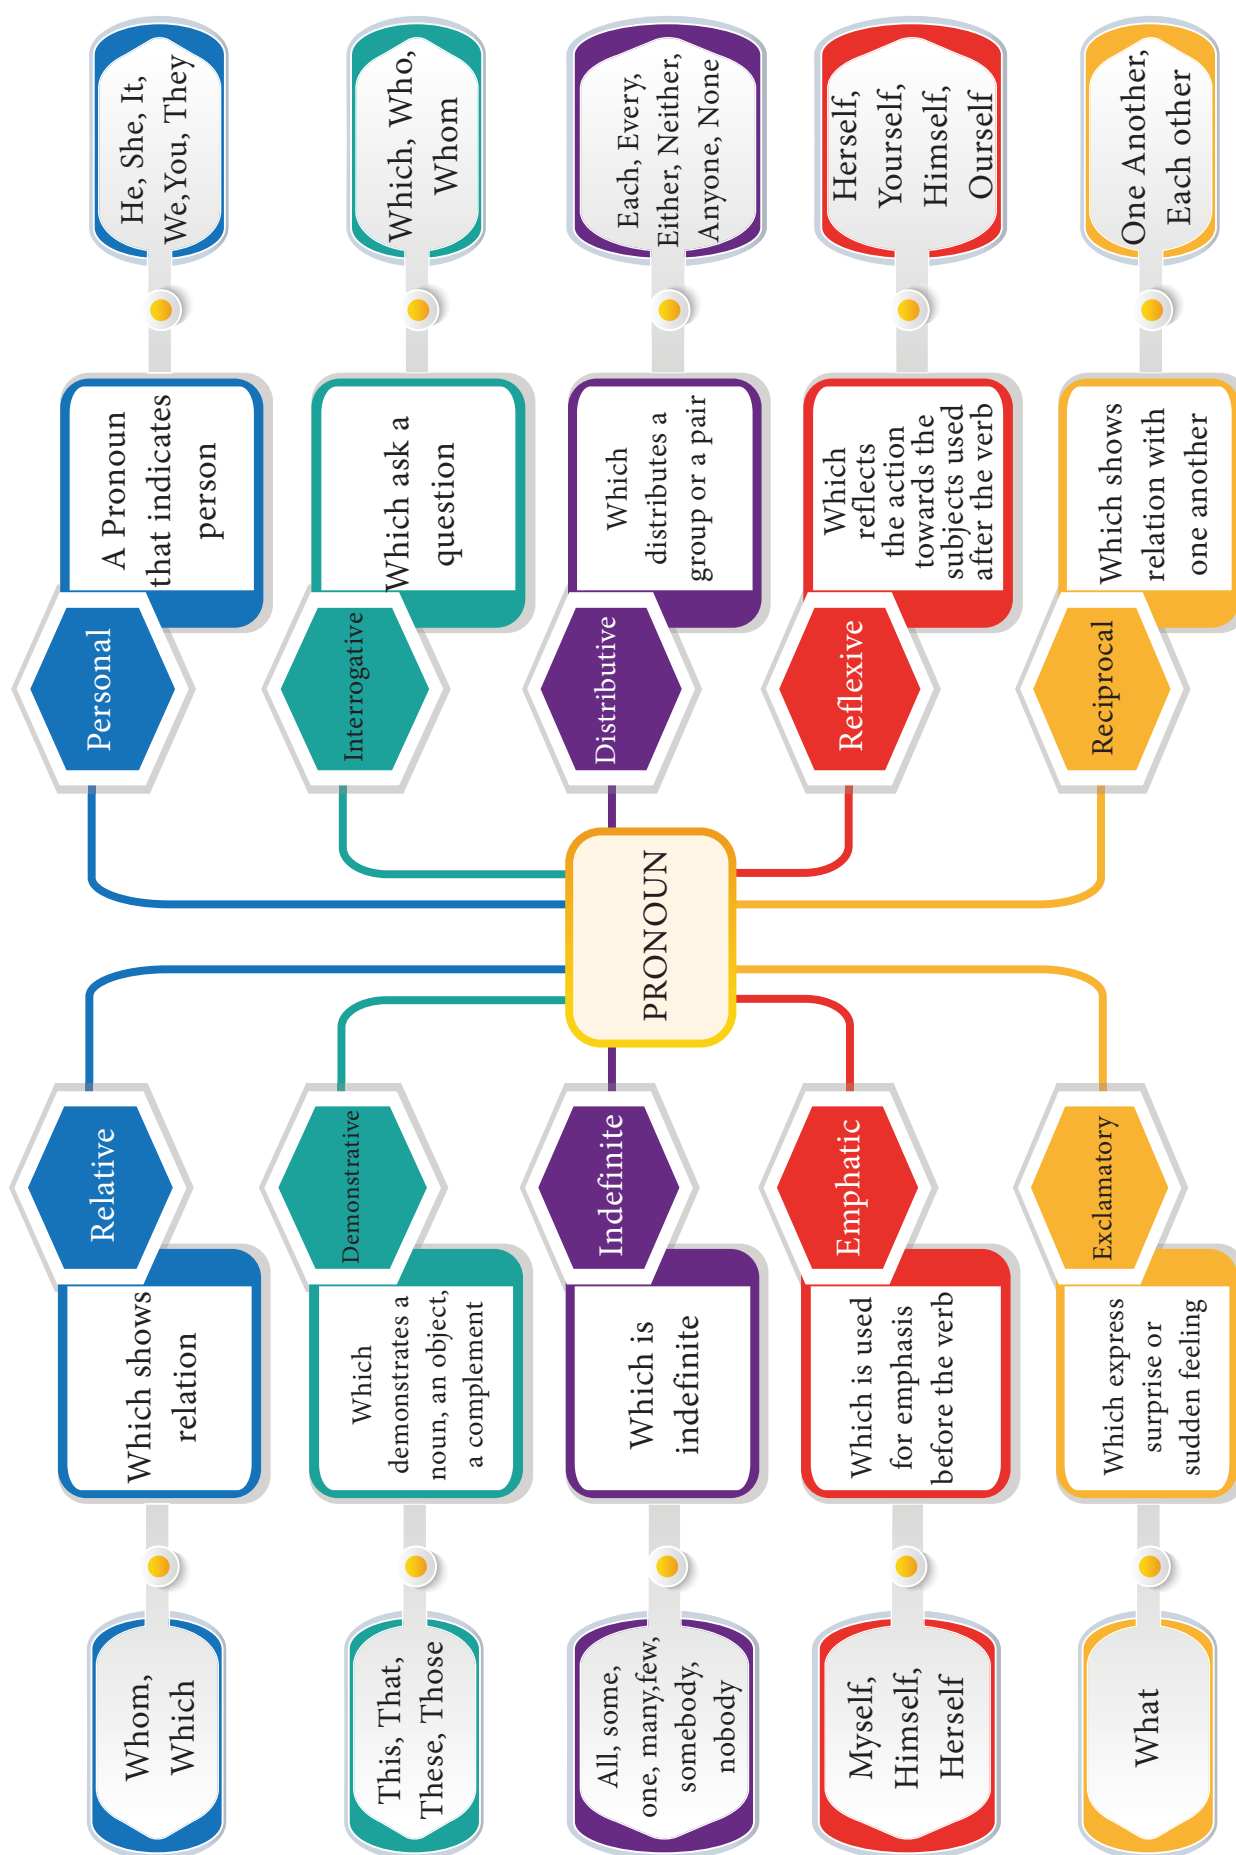 Whom,
Which
Which shows
relation
Relative
Personal
A Pronoun
that indicates
person
He, She, It,
We,You, They
This, That,
These, Those
Which
demonstrates a
noun, an object,
a complement
Demonstrative
Interrogative
Which ask a
question
Which, Who,
Whom
All, some,
one, many,few,
somebody,
nobody
Which is
indefinite
Indefinite
PRONOUN
Distributive
Which
distributes a
group or a pair
Each, Every,
Either, Neither,
Anyone, None
Myself,
Himself,
Herself
Which is used
for emphasis
before the verb
Emphatic
Reflexive
Which
reflects
the action
towards the
subjects used
after the verb
Herself,
Yourself,
Himself,
Ourself
What
Which express
surprise or
sudden feeling
Exclamatory
Reciprocal
Which shows
relation with
one another
One Another,
Each other